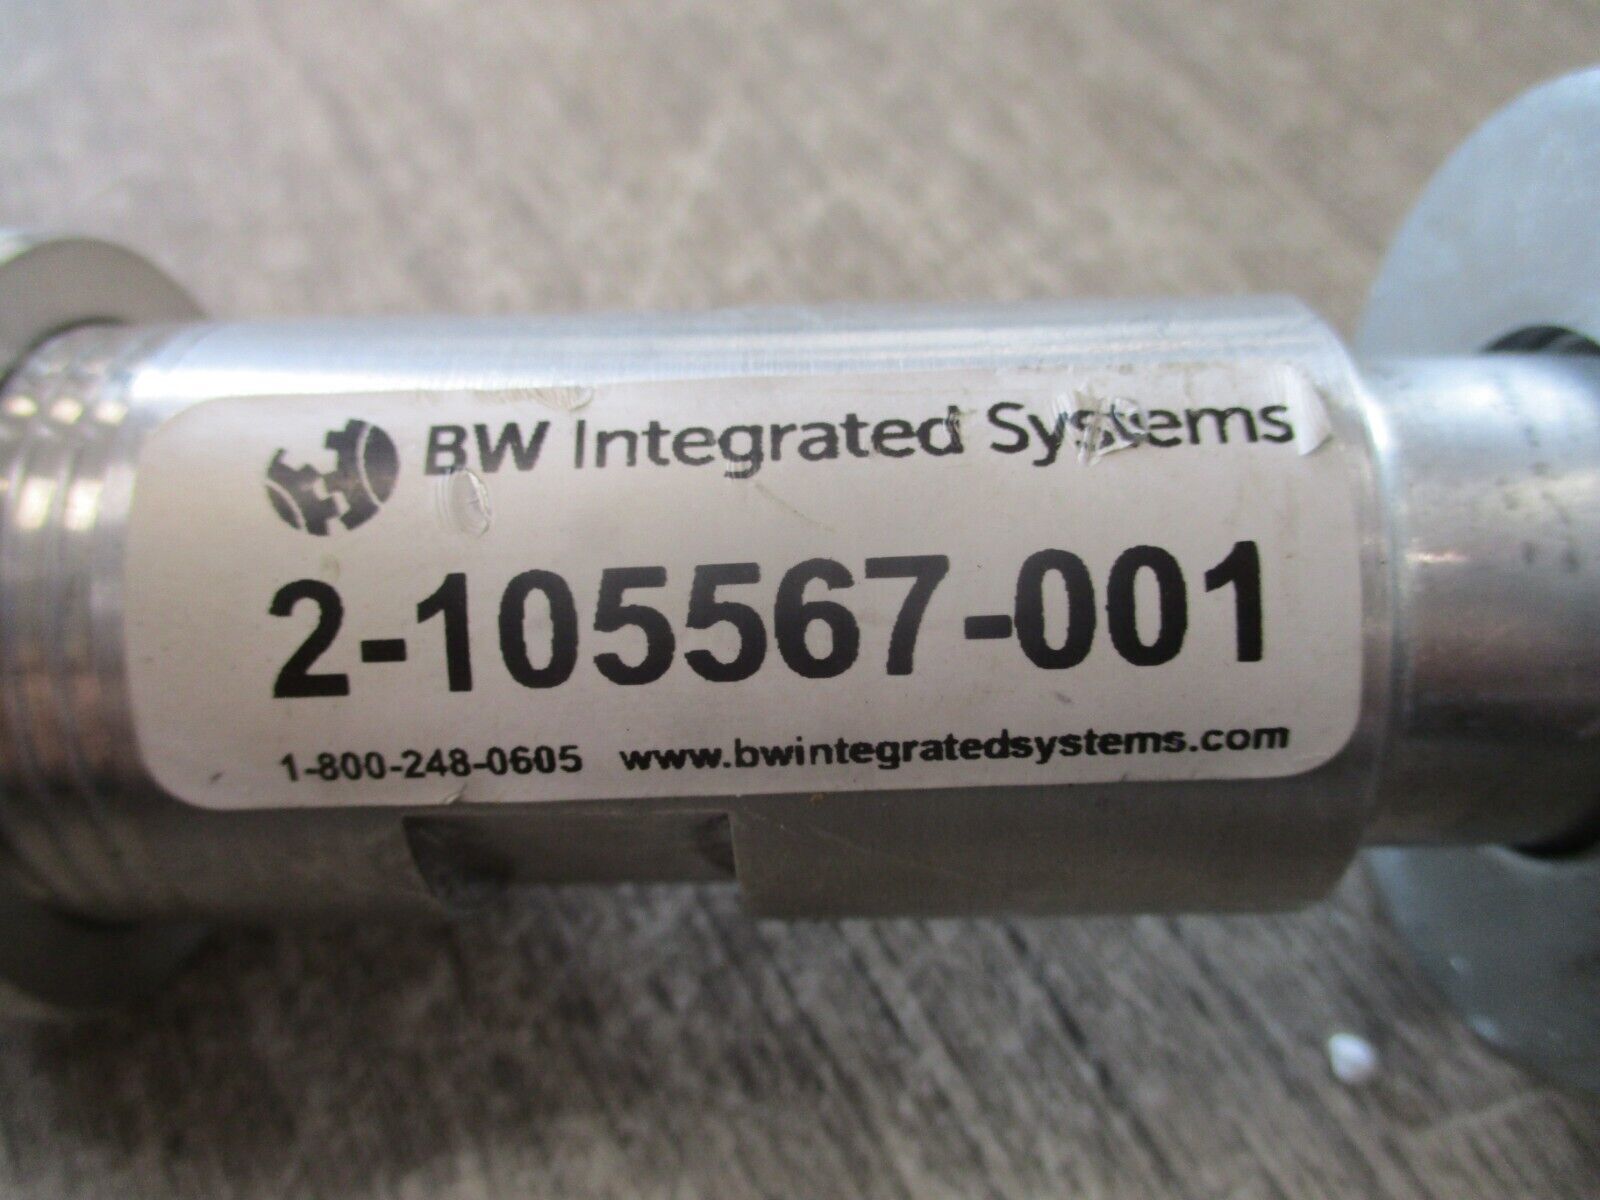 BW Integrated Systems
2-105567-001
1-800-248-0605 www.bwintegratedsystems.com